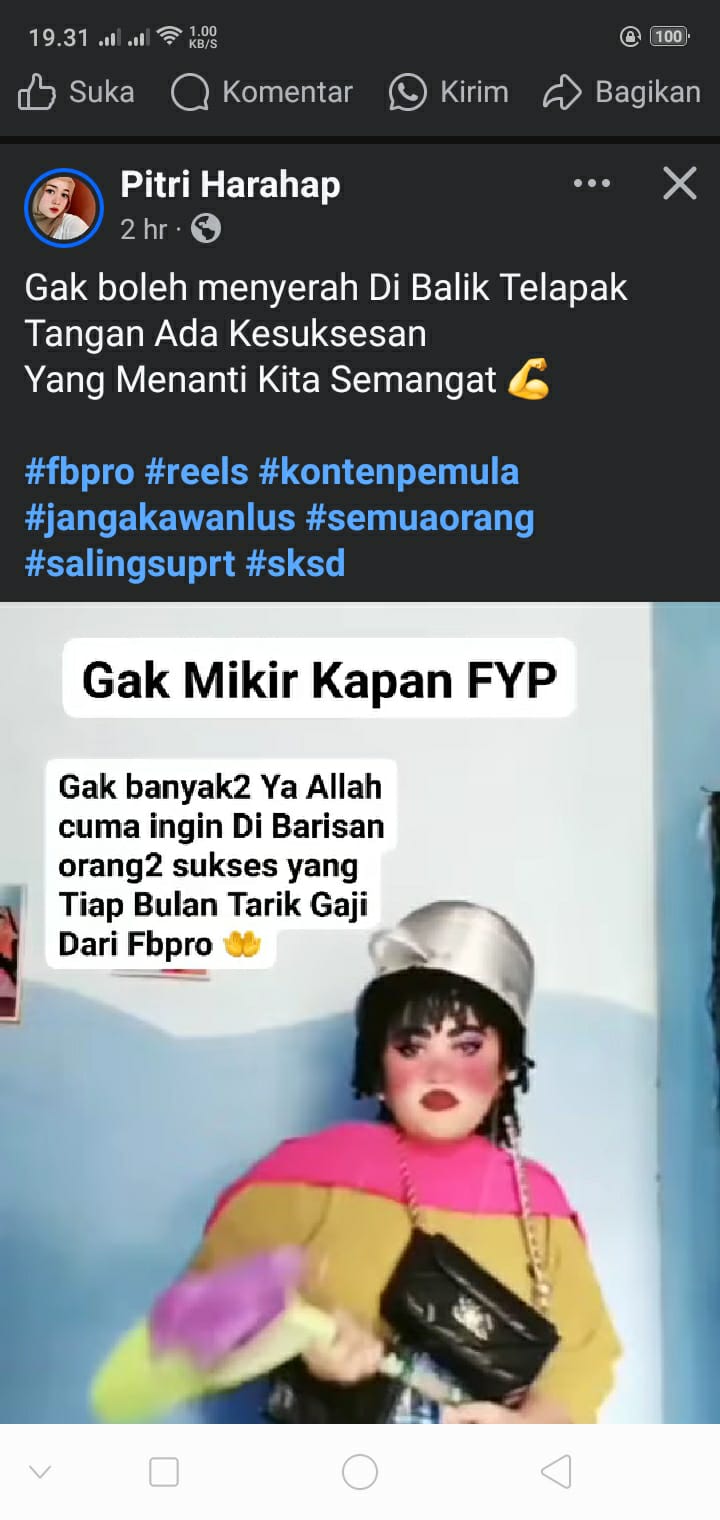 19.31
1.00
KB/S
100
Suka
Komentar
Kirim
Bagikan
Pitri Harahap
2 hr ·
Gak boleh menyerah Di Balik Telapak
Tangan Ada Kesuksesan
Yang Menanti Kita Semangat 💪
#fbpro #reels #kontenpemula
#jangakawanlus #semuaorang
#salingsuprt #sksd
Gak Mikir Kapan FYP
Gak banyak2 Ya Allah
cuma ingin Di Barisan
orang2 sukses yang
Tiap Bulan Tarik Gaji
Dari Fbpro 🤲